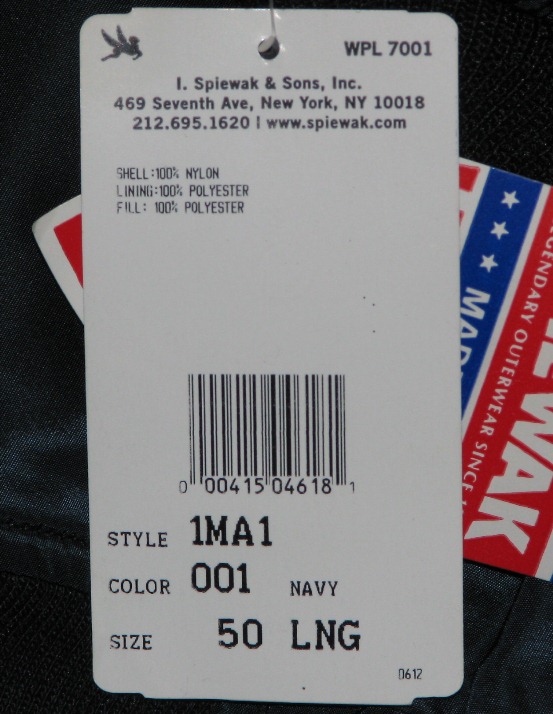 WPL 7001
I. Spiewak & Sons, Inc.
469 Seventh Ave, New York, NY 10018
212.695.1620 | www.spiewak.com
SHELL:100% NYLON
LINING:100% POLYESTER
FILL: 100% POLYESTER
0 00415 04618 1
STYLE 1MA1
COLOR 001 NAVY
SIZE 50 LNG
0612
OUTERWEAR SINCE